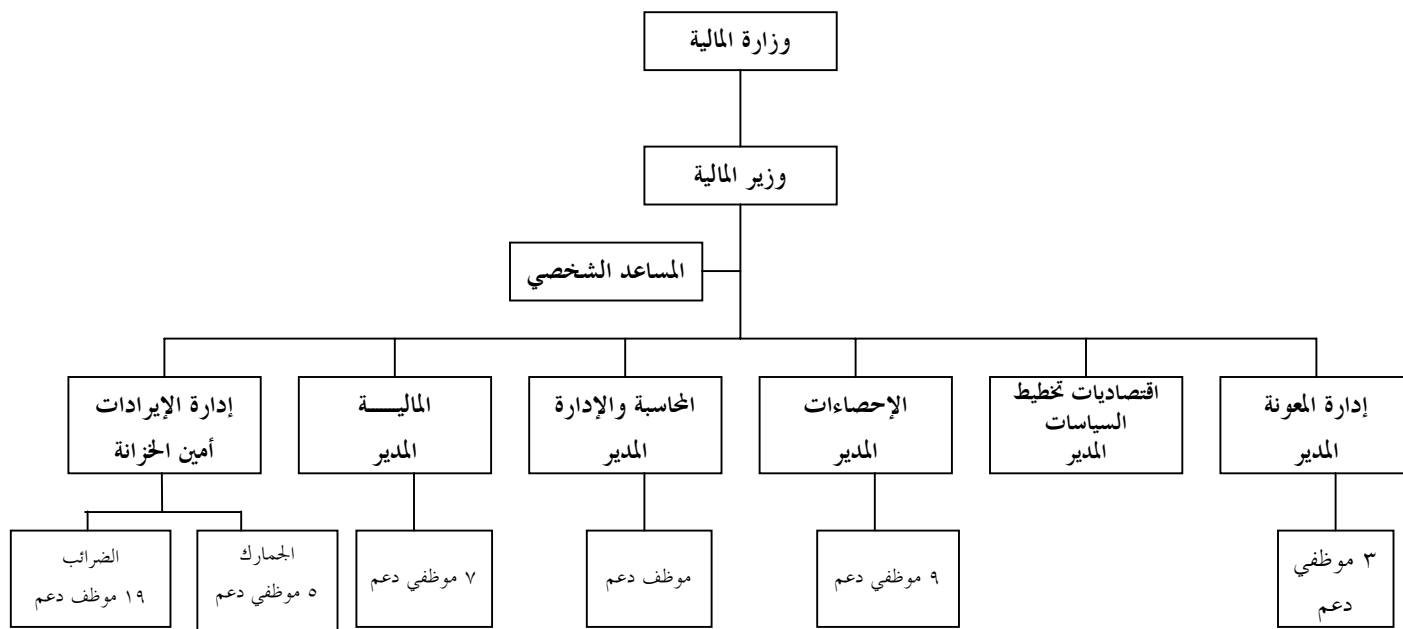 وزارة المالية
وزير المالية
المساعد الشخصي
إدارة المعونة
المدير
اقتصاديات تخطيط
السياسات
المدير
الإحصاءات
المدير
المحاسبة والإدارة
المدير
الماليـــة
المدير
إدارة الإيرادات
أمين الخزانة
٣ موظفي
دعم
٩ موظفي دعم
موظف دعم
٧ موظفي دعم
الجمارك
٥ موظفي دعم
الضرائب
١٩ موظف دعم